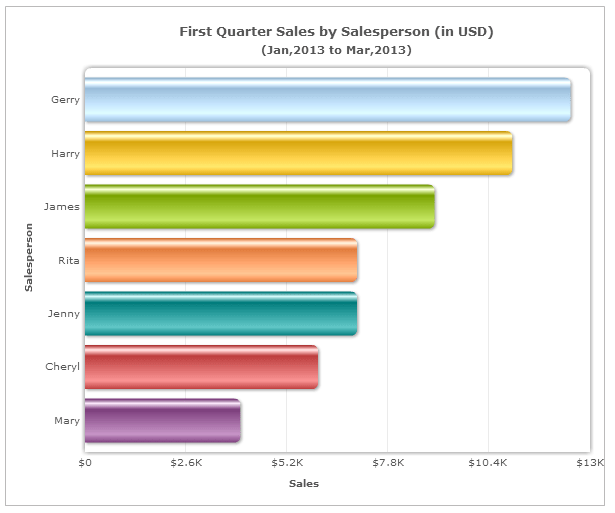 First Quarter Sales by Salesperson (in USD)
(Jan,2013 to Mar,2013)
Salesperson
Gerry
Harry
James
Rita
Jenny
Cheryl
Mary
$0 $2.6K $5.2K $7.8K $10.4K $13K
Sales